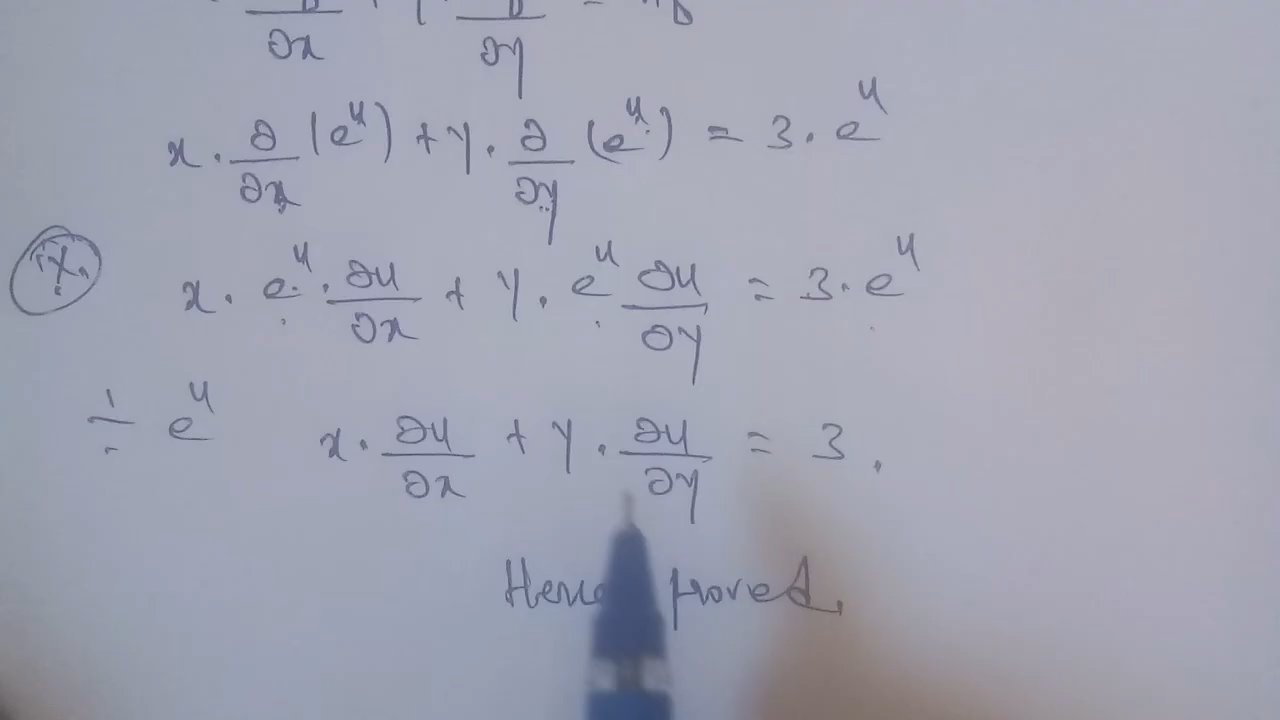 ∂x ∂y
x · ∂/∂x (e^u) + y · ∂/∂y (e^u) = 3 · e^u
x · e^u · ∂u/∂x + y · e^u ∂u/∂y = 3 · e^u
÷ e^u x · ∂u/∂x + y · ∂u/∂y = 3.
Hence proved.